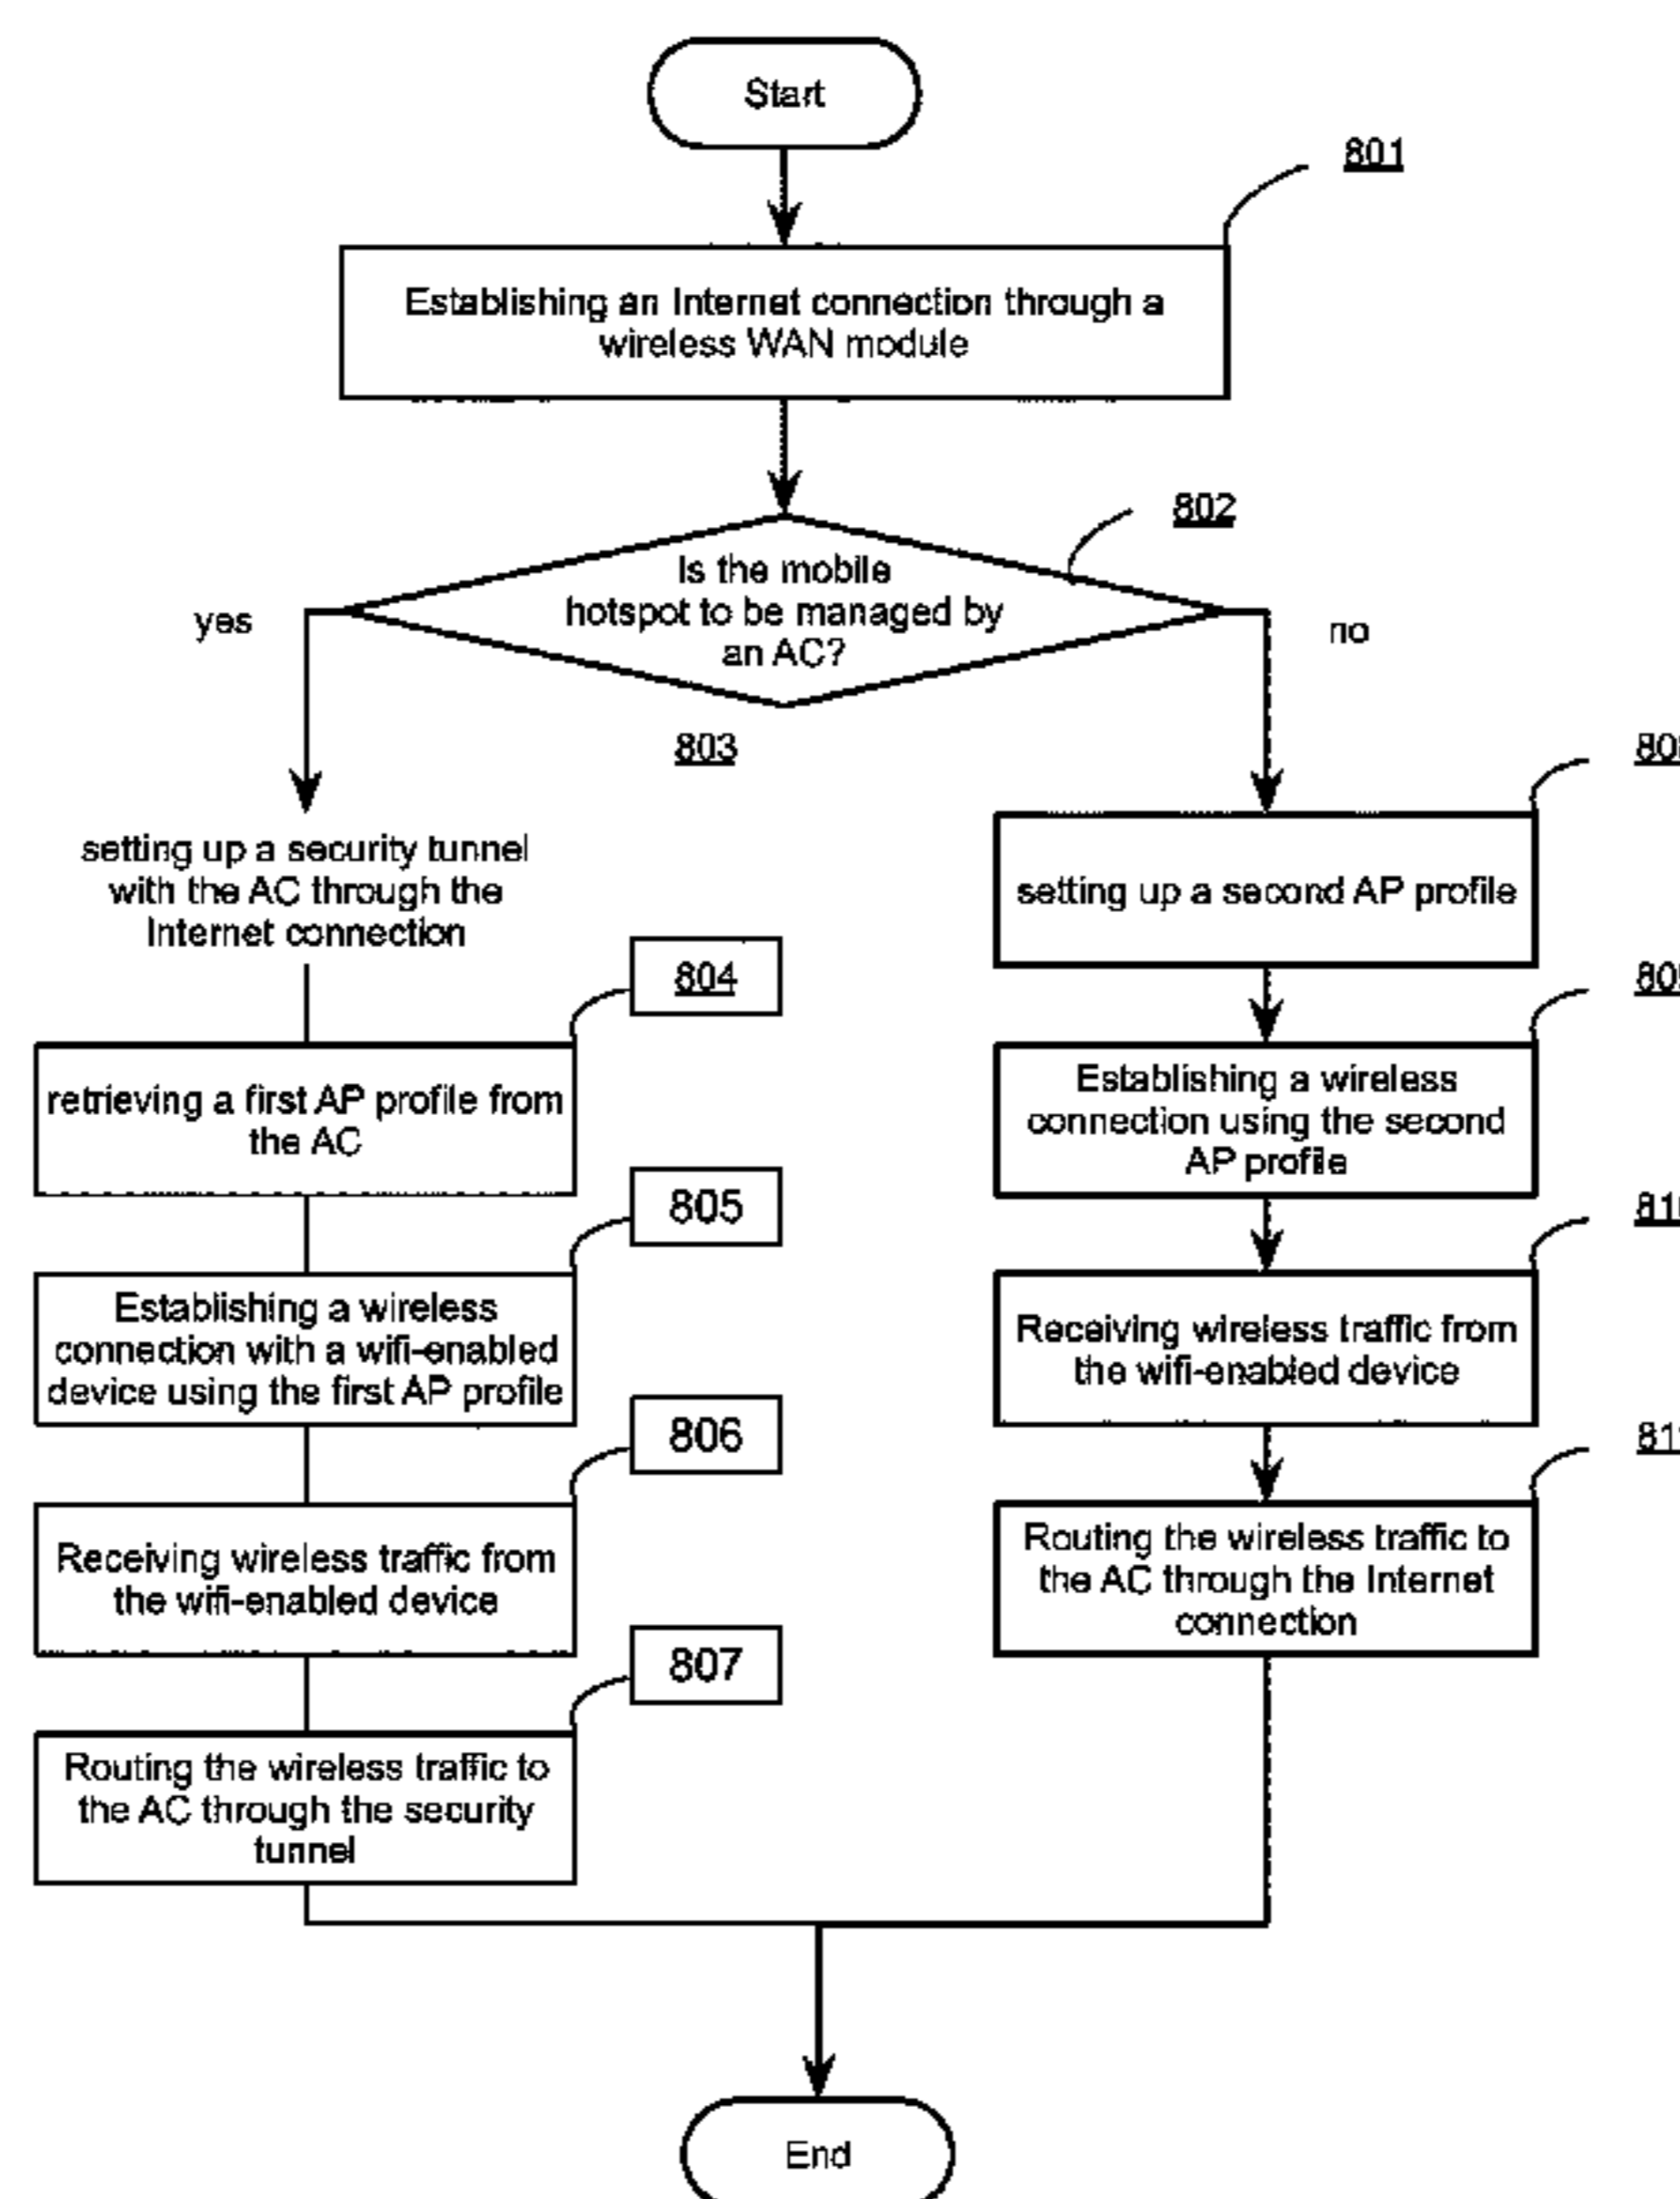 Start
801
Establishing an Internet connection through a
wireless WAN module
802
Is the mobile
hotspot to be managed by
an AC?
yes
no
803
setting up a security tunnel
with the AC through the
Internet connection
804
retrieving a first AP profile from
the AC
805
Establishing a wireless
connection with a wifi-enabled
device using the first AP profile
806
Receiving wireless traffic from
the wifi-enabled device
807
Routing the wireless traffic to
the AC through the security
tunnel
setting up a second AP profile
Establishing a wireless
connection using the second
AP profile
Receiving wireless traffic from
the wifi-enabled device
Routing the wireless traffic to
the AC through the Internet
connection
End